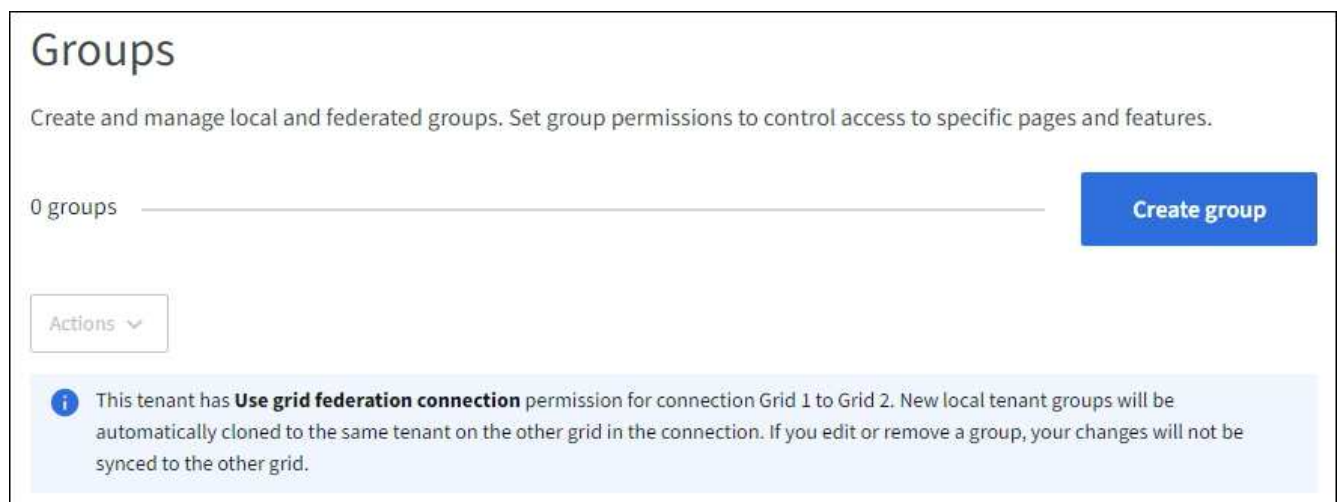 Groups
Create and manage local and federated groups. Set group permissions to control access to specific pages and features.
0 groups
Create group
Actions
This tenant has Use grid federation connection permission for connection Grid 1 to Grid 2. New local tenant groups will be
automatically cloned to the same tenant on the other grid in the connection. If you edit or remove a group, your changes will not be
synced to the other grid.